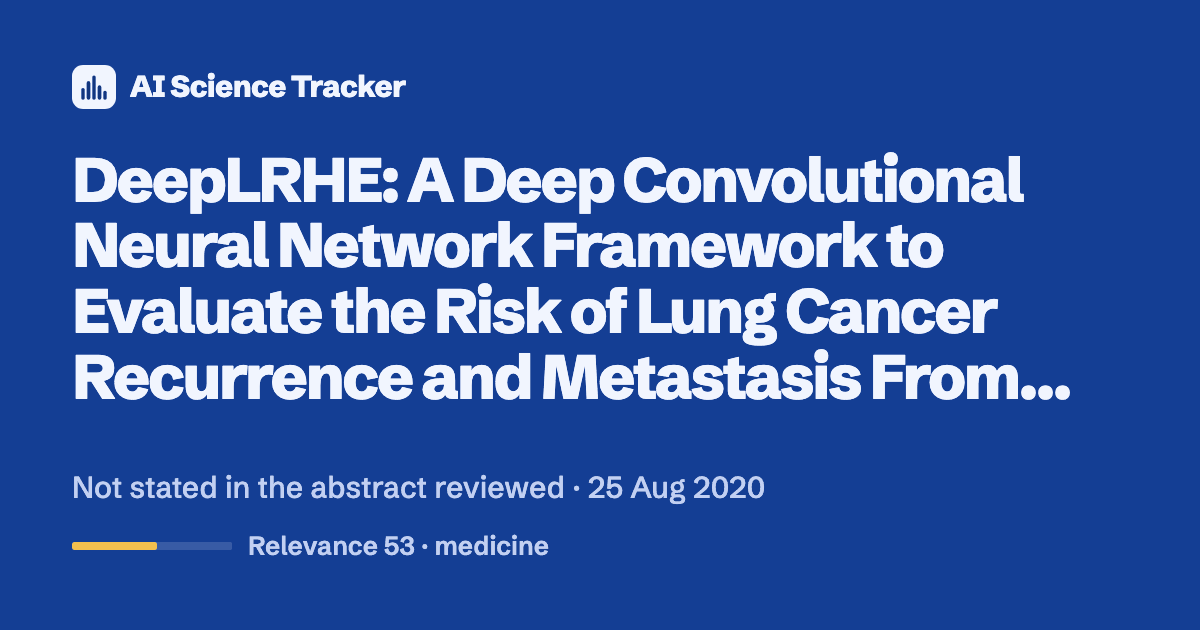 AI Science Tracker
DeepLRHE: A Deep Convolutional
Neural Network Framework to
Evaluate the Risk of Lung Cancer
Recurrence and Metastasis From...
Not stated in the abstract reviewed · 25 Aug 2020
Relevance 53 · medicine